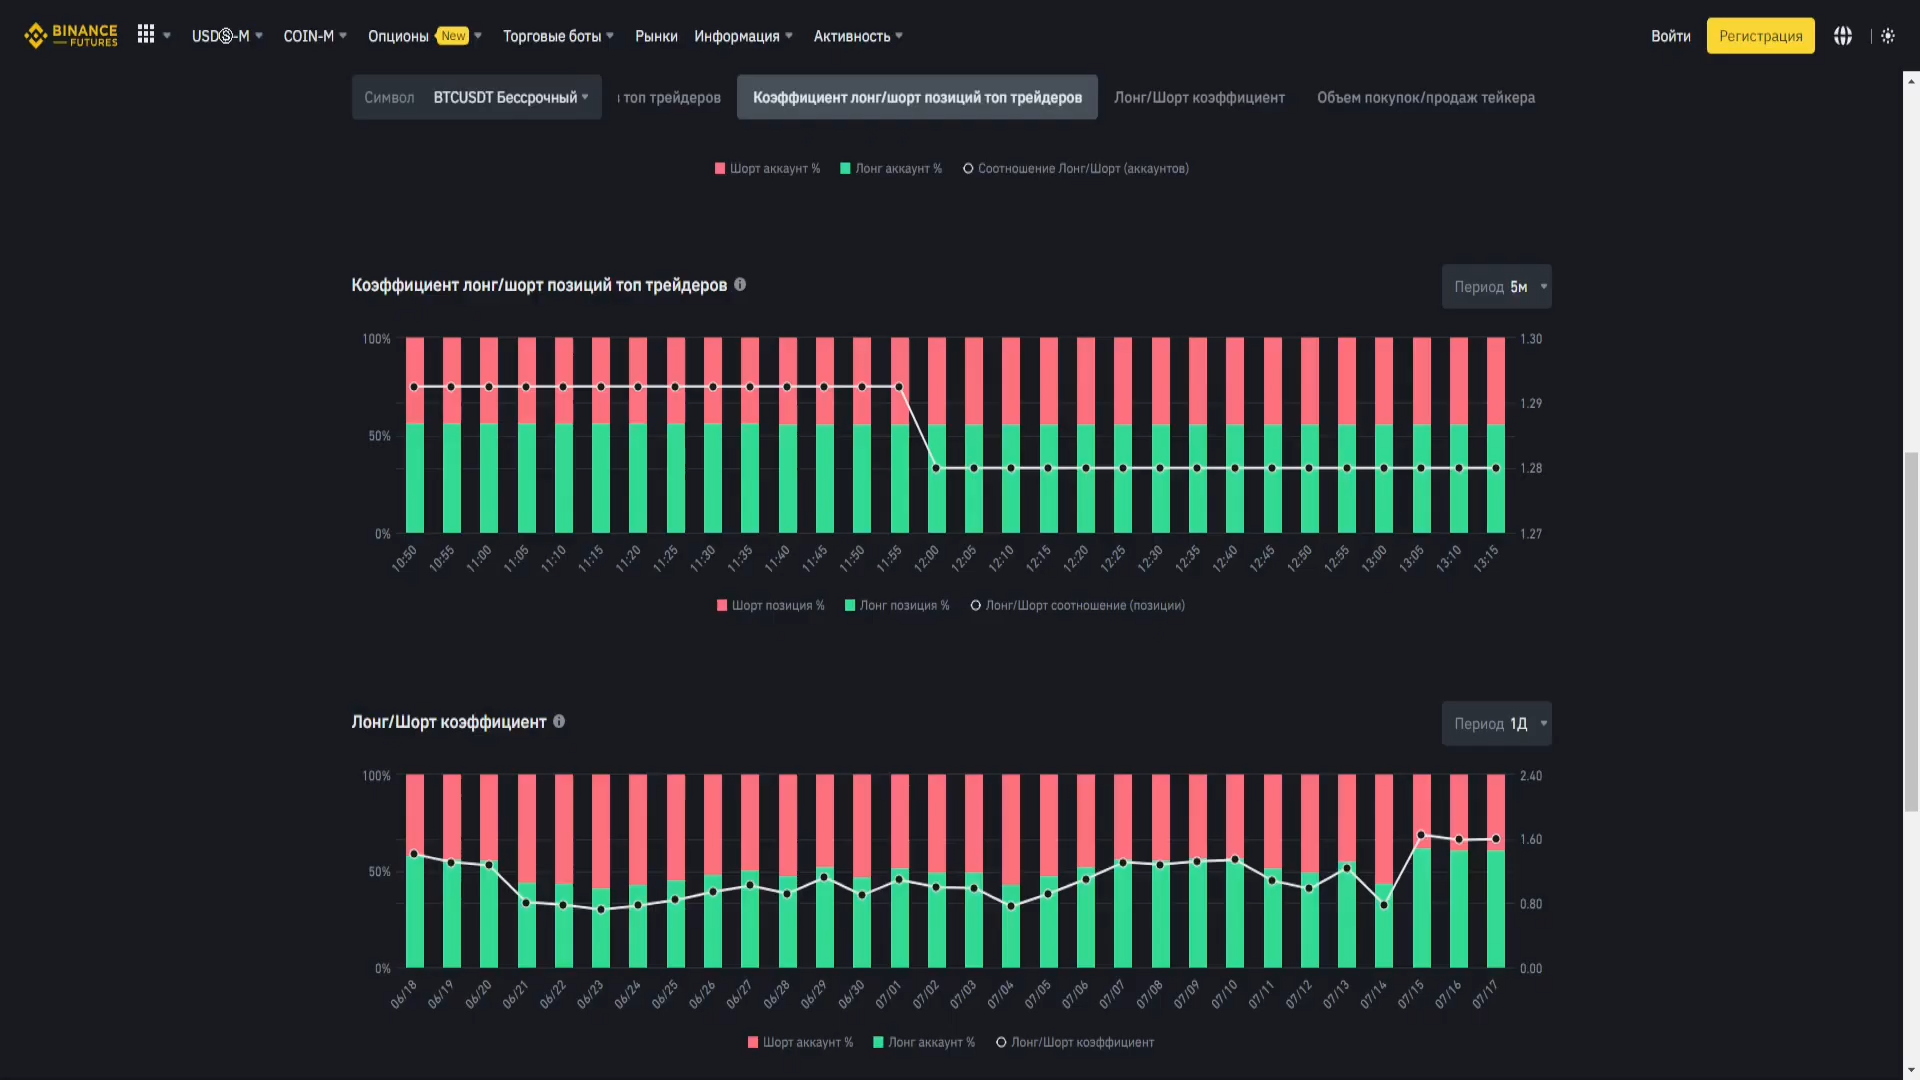 BINANCE
FUTURES
USDⓈ-M
COIN-M
Опционы New
Торговые боты
Рынки
Информация
Активность
Войти
Регистрация
Символ BTCUSDT Бессрочный
топ трейдеров
Коэффициент лонг/шорт позиций топ трейдеров
Лонг/Шорт коэффициент
Объем покупок/продаж тейкера
Шорт аккаунт % Лонг аккаунт % Соотношение Лонг/Шорт (аккаунтов)
Коэффициент лонг/шорт позиций топ трейдеров
Период 5м
100% 1.30
1.29
50%
1.28
0% 1.27
10:50 10:55 11:00 11:05 11:10 11:15 11:20 11:25 11:30 11:35 11:40 11:45 11:50 11:55 12:00 12:05 12:10 12:15 12:20 12:25 12:30 12:35 12:40 12:45 12:50 12:55 13:00 13:05 13:10 13:15
Шорт позиция % Лонг позиция % Лонг/Шорт соотношение (позиции)
Лонг/Шорт коэффициент
Период 1Д
100% 2.40
1.60
50%
0.80
0% 0.00
06/18 06/19 06/20 06/21 06/22 06/23 06/24 06/25 06/26 06/27 06/28 06/29 06/30 07/01 07/02 07/03 07/04 07/05 07/06 07/07 07/08 07/09 07/10 07/11 07/12 07/13 07/14 07/15 07/16 07/17
Шорт аккаунт % Лонг аккаунт % Лонг/Шорт коэффициент